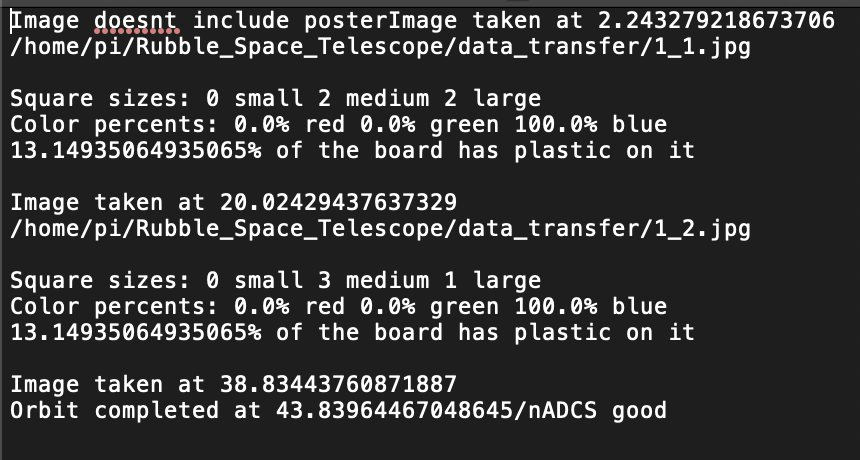 Image doesnt include posterImage taken at 2.243279218673706
/home/pi/Rubble_Space_Telescope/data_transfer/1_1.jpg
Square sizes: 0 small 2 medium 2 large
Color percents: 0.0% red 0.0% green 100.0% blue
13.14935064935065% of the board has plastic on it
Image taken at 20.02429437637329
/home/pi/Rubble_Space_Telescope/data_transfer/1_2.jpg
Square sizes: 0 small 3 medium 1 large
Color percents: 0.0% red 0.0% green 100.0% blue
13.14935064935065% of the board has plastic on it
Image taken at 38.83443760871887
Orbit completed at 43.83964467048645/nADCS good